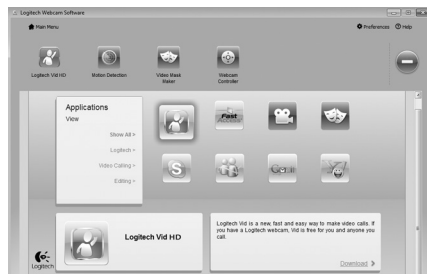 Logitech Webcam Software
Main Menu
Preferences
Help
Logitech Vid HD
Motion Detection
Video Mask
Maker
Webcam
Controller
Applications
View
Show All »
Logitech »
Video Calling »
Editing »
Fast
Access
Logitech Vid HD
Logitech Vid is a new, fast and easy way to make video calls. If
you have a Logitech webcam, Vid is free for you and anyone you
call.
Download
Logitech